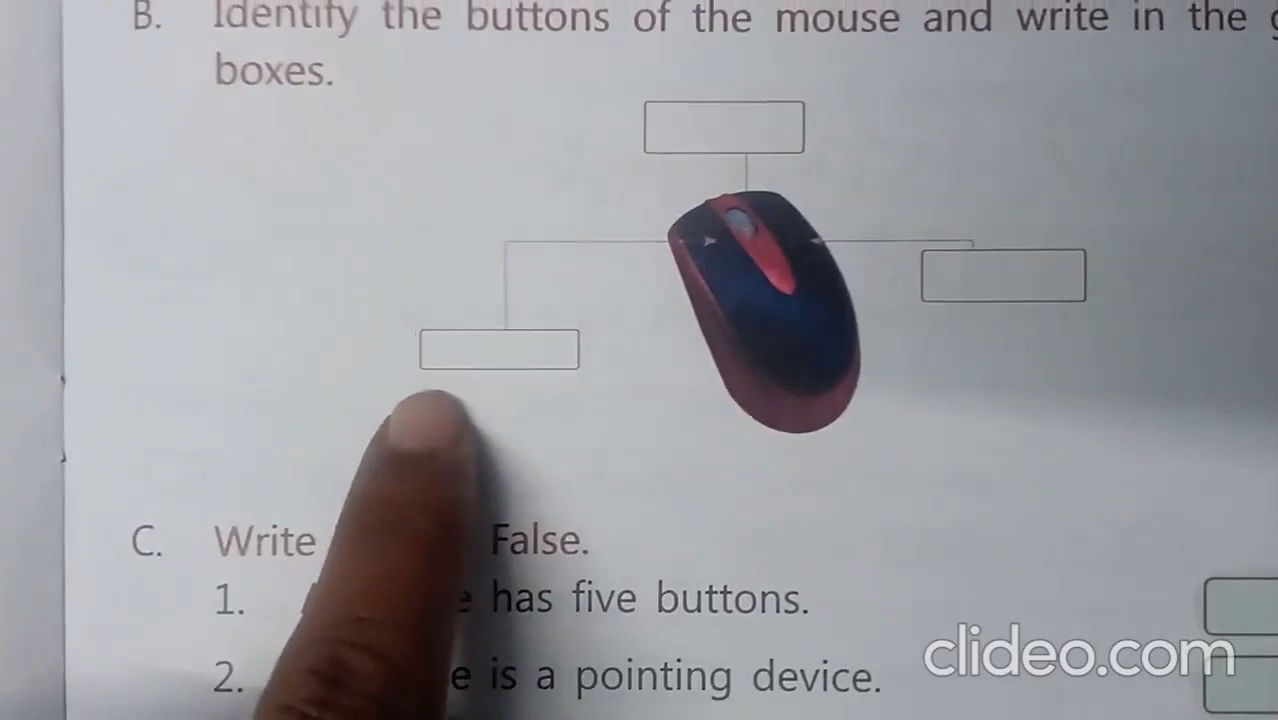 B. Identify the buttons of the mouse and write in the
boxes.
C. Write False.
1. has five buttons.
2. is a pointing device.
clideo.com